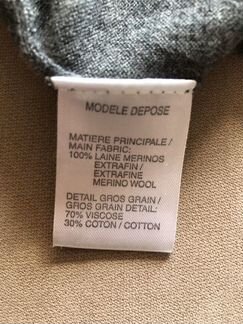 MODELE DEPOSE
MATIERE PRINCIPALE /
MAIN FABRIC:
100% LAINE MERINOS
EXTRAFIN /
EXTRAFINE
MERINO WOOL
DETAIL GROS GRAIN /
GROS GRAIN DETAIL:
70% VISCOSE
30% COTON / COTTON